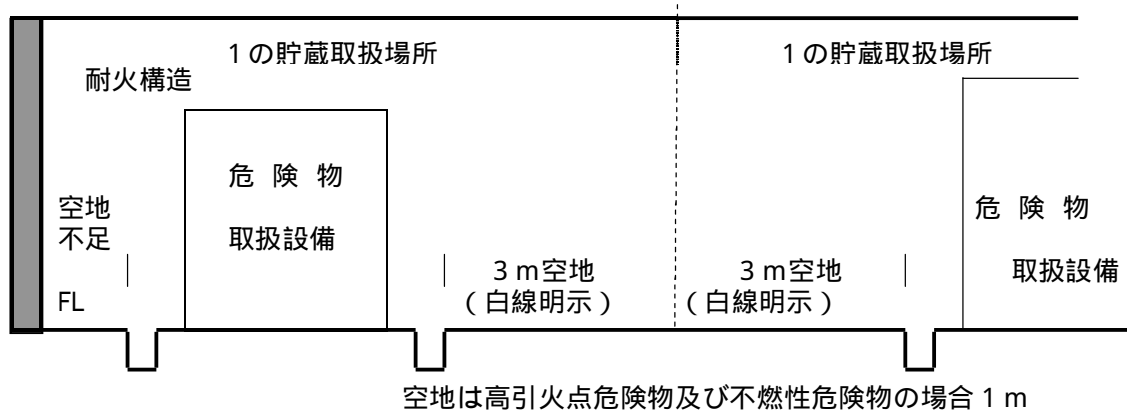 1の貯蔵取扱場所
1の貯蔵取扱場所
耐火構造
危 険 物
取扱設備
空地
不足
FL
3m空地
(白線明示)
3m空地
(白線明示)
危 険 物
取扱設備
空地は高引火点危険物及び不燃性危険物の場合1m